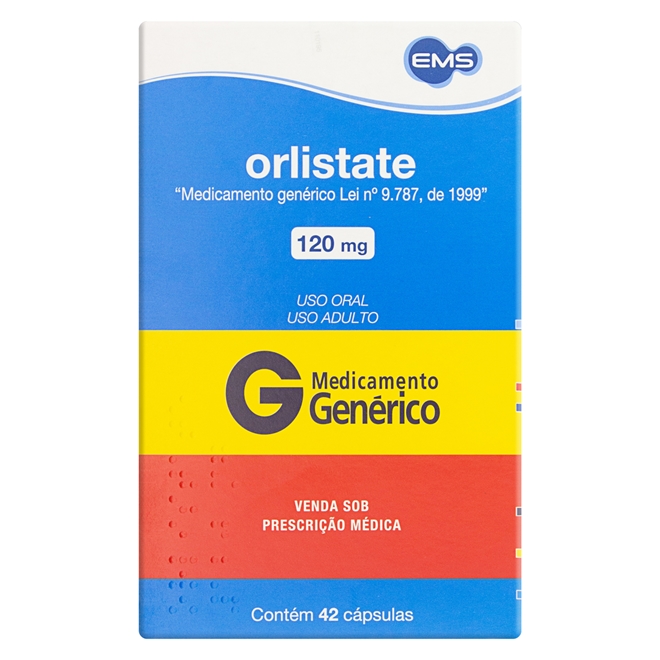 EMS
orlistate
“Medicamento genérico Lei nº 9.787, de 1999”
120 mg
USO ORAL
USO ADULTO
G Medicamento
Genérico
VENDA SOB
PRESCRIÇÃO MÉDICA
Contém 42 cápsulas